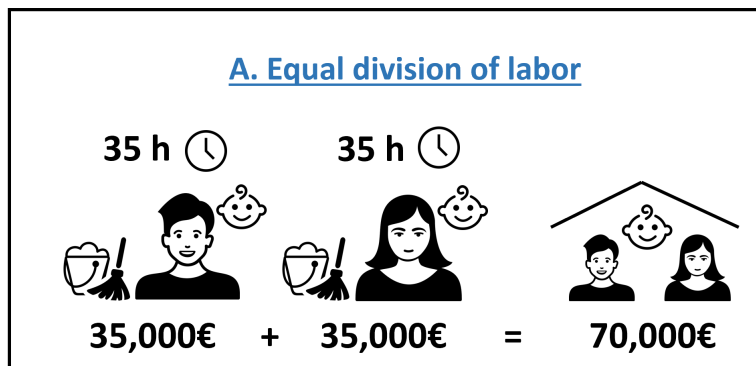 A. Equal division of labor
35 h 35 h
35,000€ + 35,000€ = 70,000€